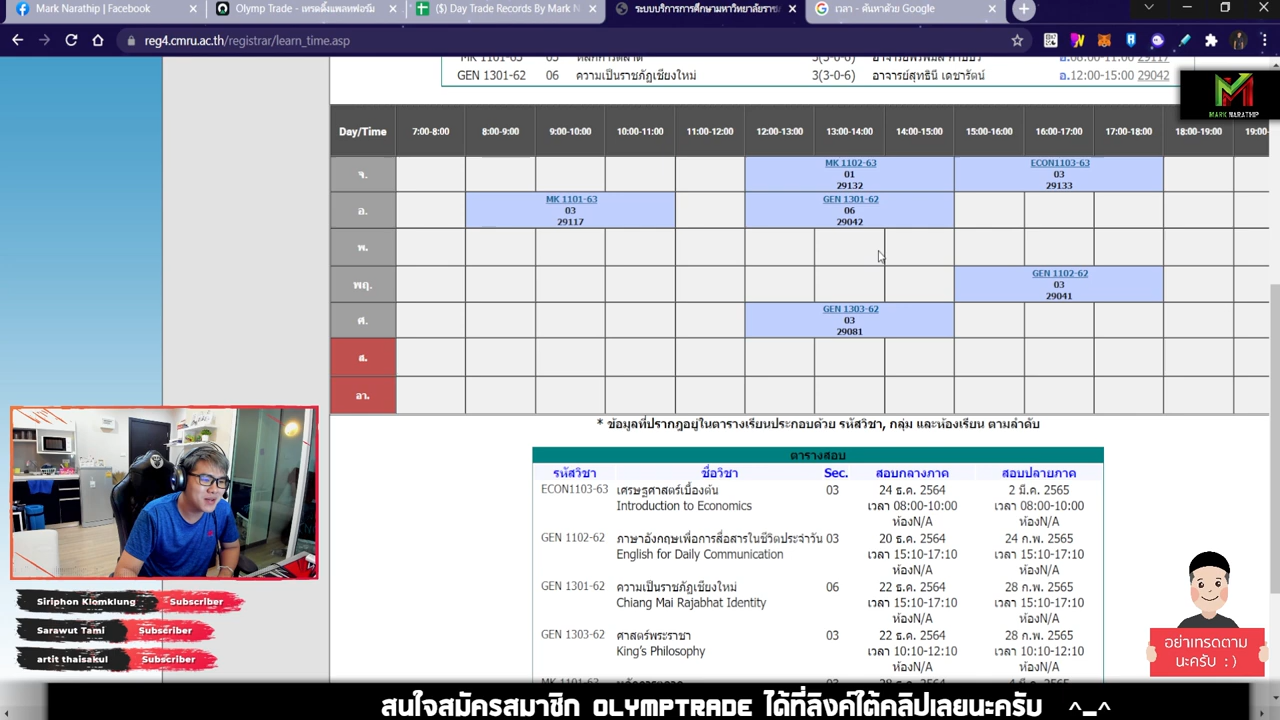 Mark Narathip | Facebook
Olymp Trade - เทรดดิ้งแพลทฟอร์ม
($) Day Trade Records By Mark N
ระบบบริการการศึกษามหาวิทยาลัยราช
เวลา - ค้นหาด้วย Google
reg4.cmru.ac.th/registrar/learn_time.asp
MK 1101-63 03 หลักการตลาด 3(3-0-6) อ.08:00-11:00 29117
GEN 1301-62 06 ความเป็นราชภัฏเชียงใหม่ 3(3-0-6) อาจารย์สุทธินี เดชารัตน์ อ.12:00-15:00 29042
MARK NARATHIP
Day/Time 7:00-8:00 8:00-9:00 9:00-10:00 10:00-11:00 11:00-12:00 12:00-13:00 13:00-14:00 14:00-15:00 15:00-16:00 16:00-17:00 17:00-18:00 18:00-19:00 19:00-
จ.
MK 1102-63
01
29132
ECON1103-63
03
29133
อ.
MK 1101-63
03
29117
GEN 1301-62
06
29042
พ.
พฤ.
GEN 1102-62
03
29041
ศ.
GEN 1303-62
03
29081
ส.
อา.
* ข้อมูลที่ปรากฎอยู่ในตารางเรียนประกอบด้วย รหัสวิชา, กลุ่ม และห้องเรียน ตามลำดับ
ตารางสอบ
รหัสวิชา ชื่อวิชา Sec. สอบกลางภาค สอบปลายภาค
ECON1103-63 เศรษฐศาสตร์เบื้องต้น 03 24 ธ.ค. 2564 2 มี.ค. 2565
Introduction to Economics เวลา 08:00-10:00 เวลา 08:00-10:00
ห้องN/A ห้องN/A
GEN 1102-62 ภาษาอังกฤษเพื่อการสื่อสารในชีวิตประจำวัน 03 20 ธ.ค. 2564 24 ก.พ. 2565
English for Daily Communication เวลา 15:10-17:10 เวลา 15:10-17:10
ห้องN/A ห้องN/A
GEN 1301-62 ความเป็นราชภัฏเชียงใหม่ 06 22 ธ.ค. 2564 28 ก.พ. 2565
Chiang Mai Rajabhat Identity เวลา 15:10-17:10 เวลา 15:10-17:10
ห้องN/A ห้องN/A
GEN 1303-62 ศาสตร์พระราชา 03 22 ธ.ค. 2564 28 ก.พ. 2565
King's Philosophy เวลา 10:10-12:10 เวลา 10:10-12:10
ห้องN/A ห้องN/A
Siriphon Klomklung Subscriber
Sarawut Tami Subscriber
artit thaisakul Subscriber
อย่าเทรดตาม
นะครับ : )
สนใจสมัครสมาชิก OLYMPTRADE ได้ที่ลิงค์ใต้คลิปเลยนะครับ ^_^